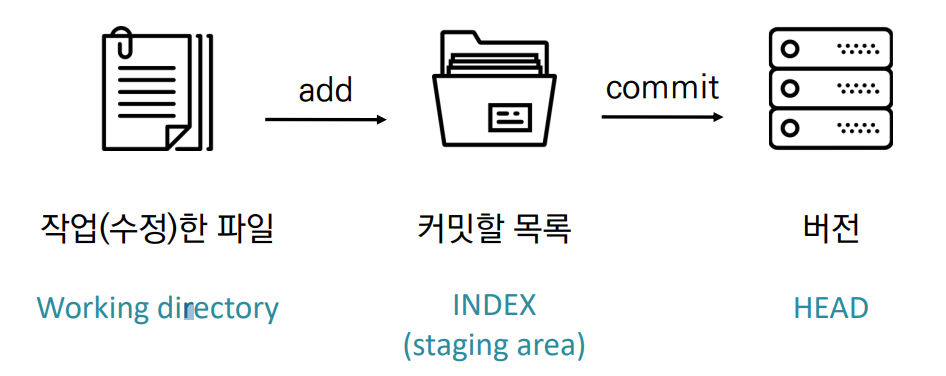 add
commit
작업(수정)한 파일
커밋할 목록
버전
Working directory
INDEX
(staging area)
HEAD